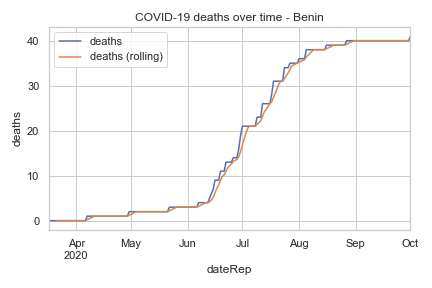 COVID-19 deaths over time - Benin
deaths
deaths (rolling)
deaths
40
30
20
10
0
Apr May Jun Jul Aug Sep Oct
2020
dateRep